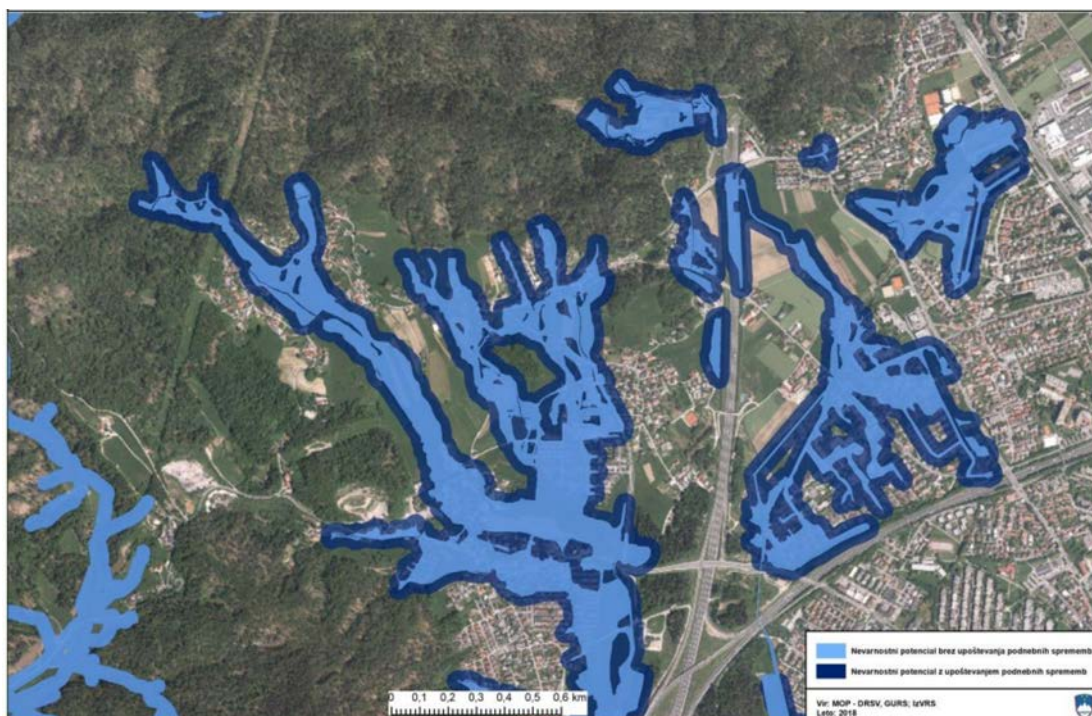 Nevarnostni potencial brez upoštevanja podnebnih sprememb
Nevarnostni potencial z upoštevanjem podnebnih sprememb
0 0,1 0,2 0,3 0,4 0,5 0,6 km
Vir: MOP - DRSV, GURS; IzVRS
Leto: 2018